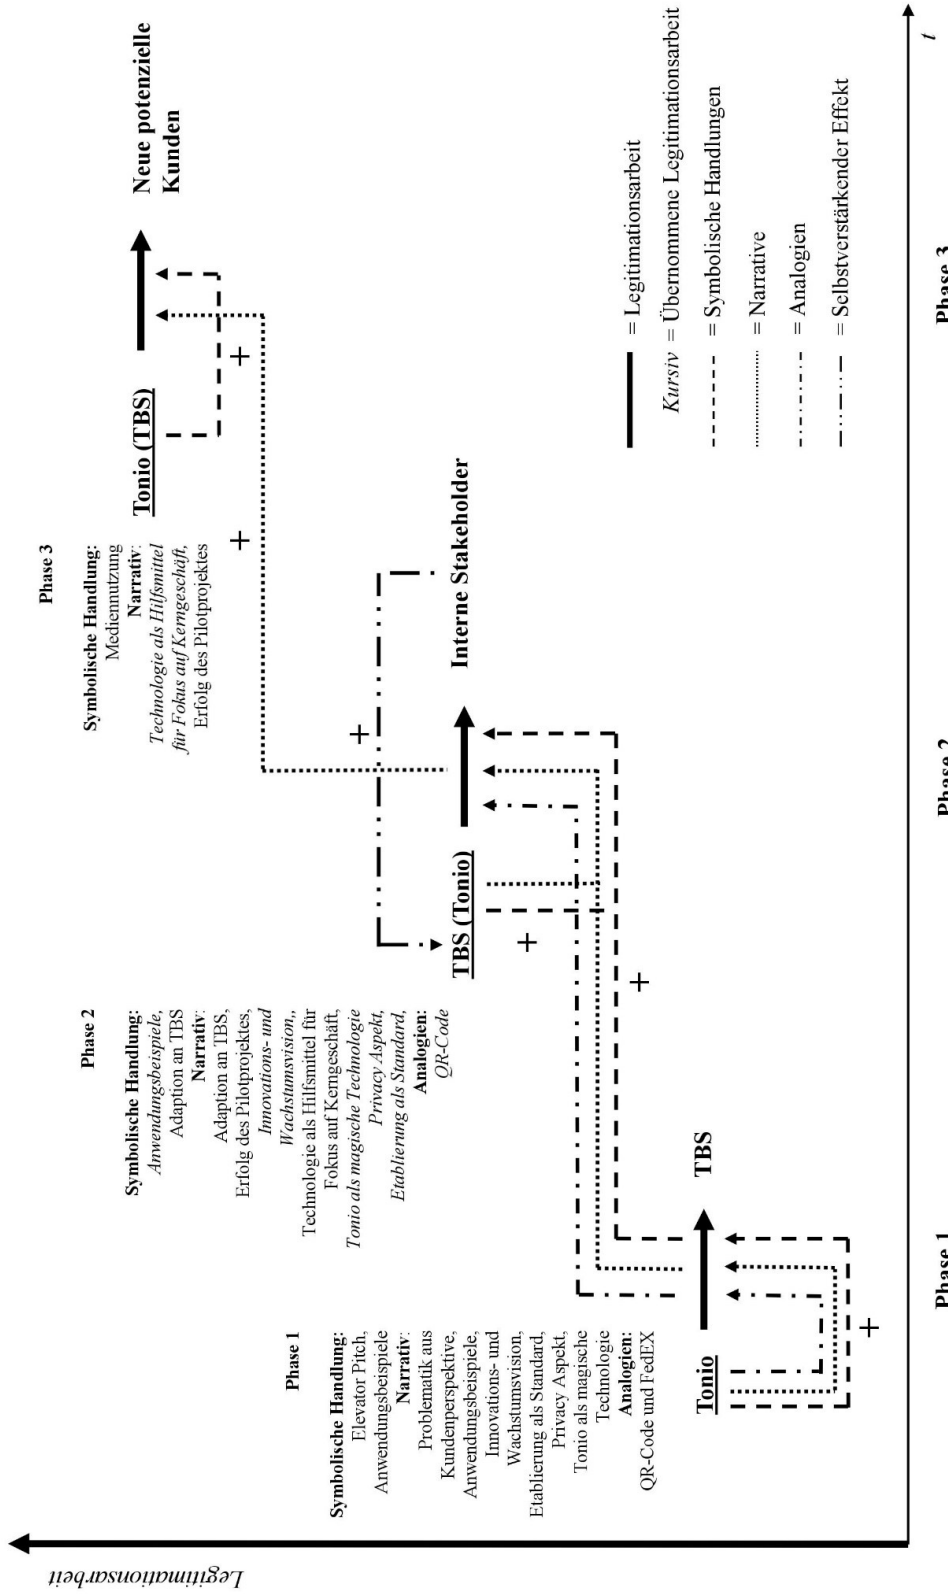 Legitimationsarbeit
Phase 1
Symbolische Handlung:
Elevator Pitch,
Anwendungsbeispiele
Narrativ:
Problematik aus
Kundenperspektive,
Anwendungsbeispiele,
Innovations- und
Wachstumsvision,
Etablierung als Standard,
Privacy Aspekt,
Tonio als magische
Technologie
Analogien:
QR-Code und FedEX
Tonio
+
TBS
Phase 2
Symbolische Handlung:
Anwendungsbeispiele,
Adaption an TBS
Narrativ:
Adaption an TBS,
Erfolg des Pilotprojektes,
Innovations- und
Wachstumsvision,,
Technologie als Hilfsmittel für
Fokus auf Kerngeschäft,
Tonio als magische Technologie
Privacy Aspekt,
Etablierung als Standard,
Analogien:
QR-Code
TBS (Tonio)
+
+
+
Interne Stakeholder
Phase 3
Symbolische Handlung:
Mediennutzung
Narrativ:
Technologie als Hilfsmittel
für Fokus auf Kerngeschäft,
Erfolg des Pilotprojektes
Tonio (TBS)
+
+
Neue potenzielle
Kunden
= Legitimationsarbeit
Kursiv = Übernommene Legitimationsarbeit
= Symbolische Handlungen
= Narrative
= Analogien
= Selbstverstärkender Effekt
t
Phase 1
Phase 2
Phase 3